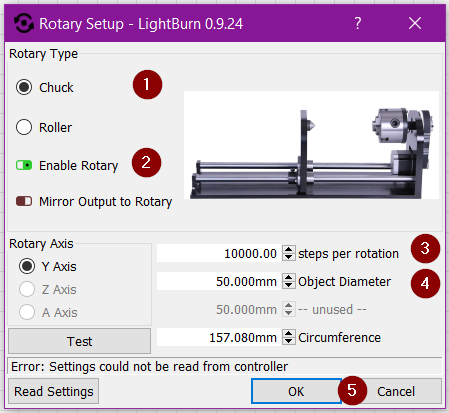 Rotary Setup - LightBurn 0.9.24
Rotary Type
Chuck
1
Roller
Enable Rotary
2
Mirror Output to Rotary
Rotary Axis
Y Axis
Z Axis
A Axis
Test
10000.00 steps per rotation
3
50.000mm Object Diameter
4
50.000mm -- unused --
157.080mm Circumference
Error: Settings could not be read from controller
Read Settings
OK
5
Cancel